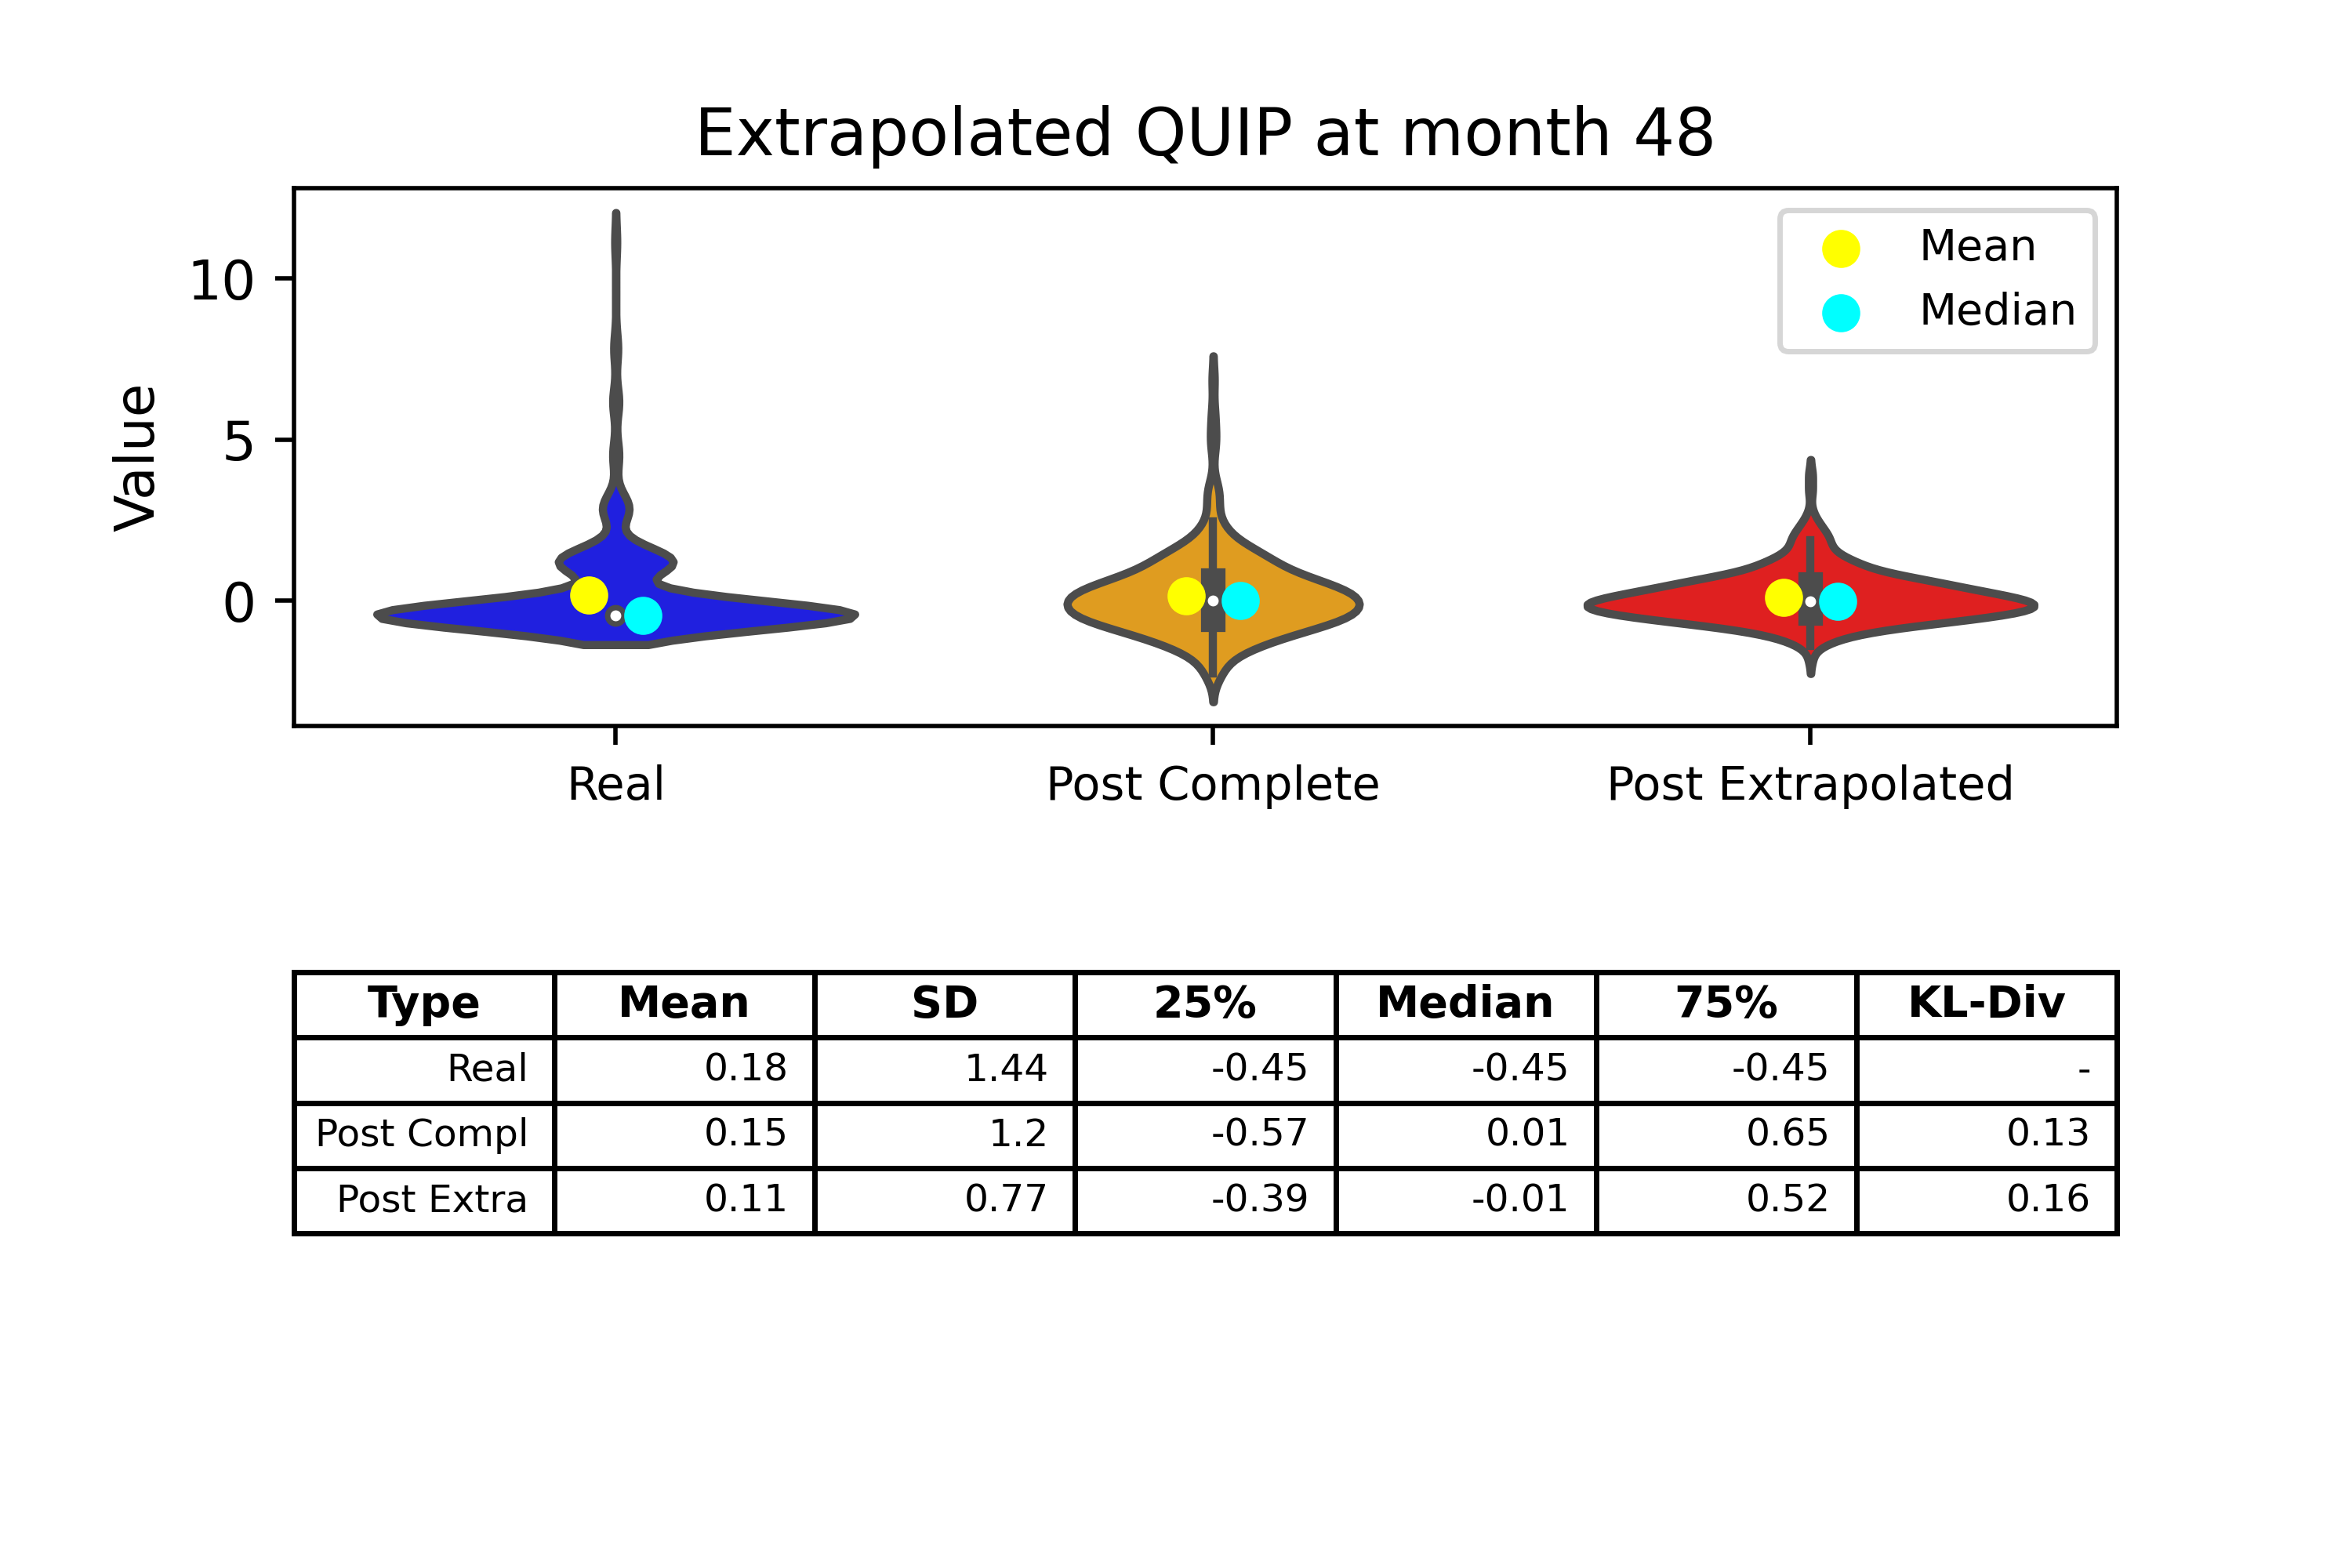 Extrapolated QUIP at month 48
Mean
Median
10
5
0
Value
Real Post Complete Post Extrapolated
Type Mean SD 25% Median 75% KL-Div
Real 0.18 1.44 -0.45 -0.45 -0.45 -
Post Compl 0.15 1.2 -0.57 0.01 0.65 0.13
Post Extra 0.11 0.77 -0.39 -0.01 0.52 0.16